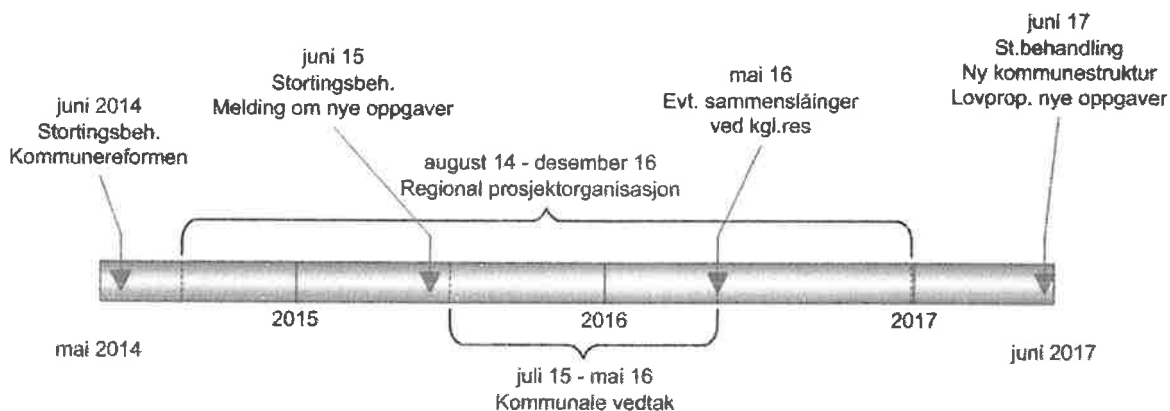 juni 2014
Stortingsbeh.
Kommunereformen
juni 15
Stortingsbeh.
Melding om nye oppgaver
mai 16
Evt. sammenslåinger
ved kgl.res
juni 17
St.behandling
Ny kommunestruktur
Lovprop. nye oppgaver
august 14 - desember 16
Regional prosjektorganisasjon
2015
2016
2017
mai 2014
juni 2017
juli 15 - mai 16
Kommunale vedtak